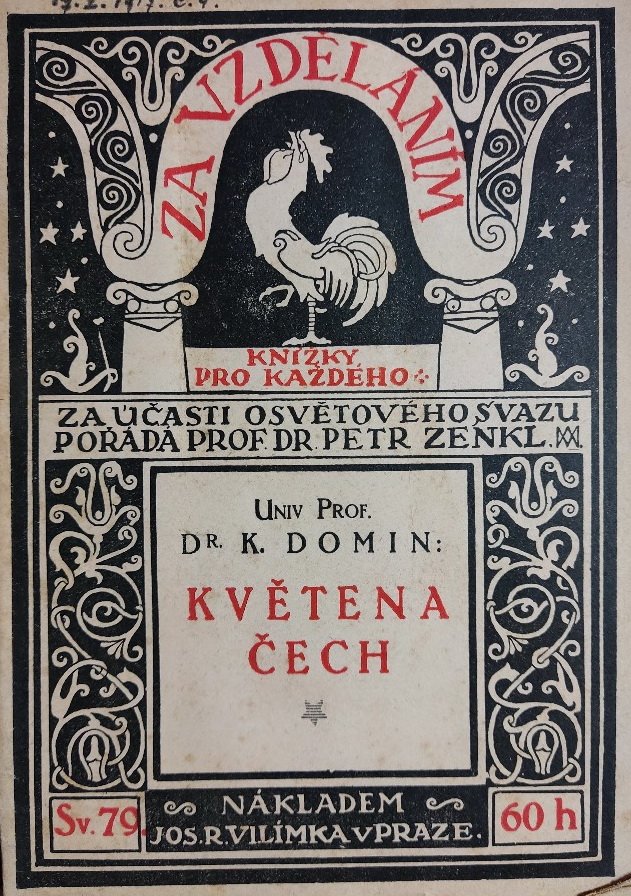 ZA VZDĚLÁNÍM
KNÍŽKY
PRO KAŽDÉHO
ZA ÚČASTI OSVĚTOVÉHO SVAZU
POŘÁDÁ PROF. DR. PETR ZENKL.
UNIV PROF.
DR. K. DOMIN:
KVĚTENA
ČECH
NÁKLADEM
Sv. 79.
JOS. R. VILÍMKA V PRAZE.
60 h